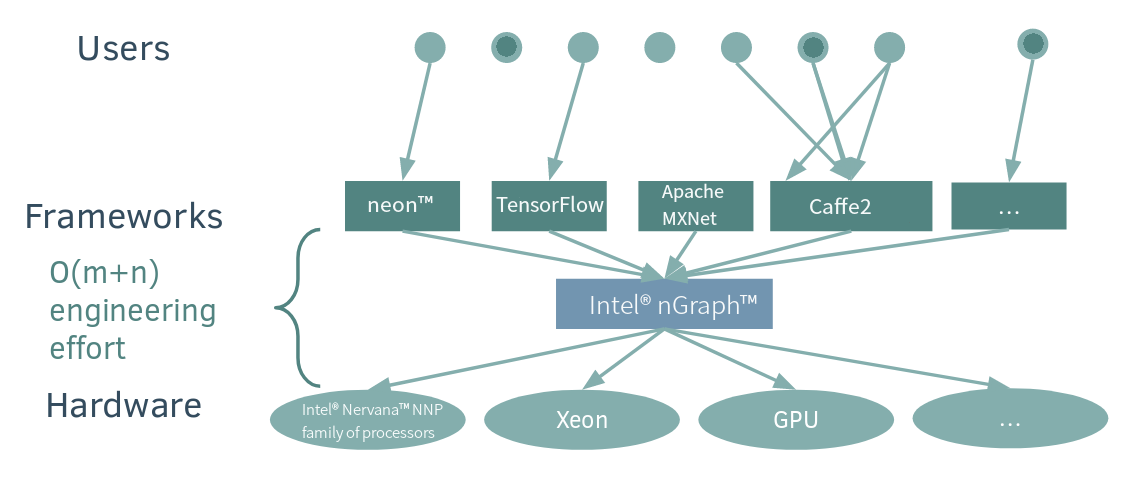 Users
Frameworks
neon™
TensorFlow
Apache
MXNet
Caffe2
...
O(m+n)
engineering
effort
Intel® nGraph™
Hardware
Intel® Nervana™ NNP
family of processors
Xeon
GPU
...